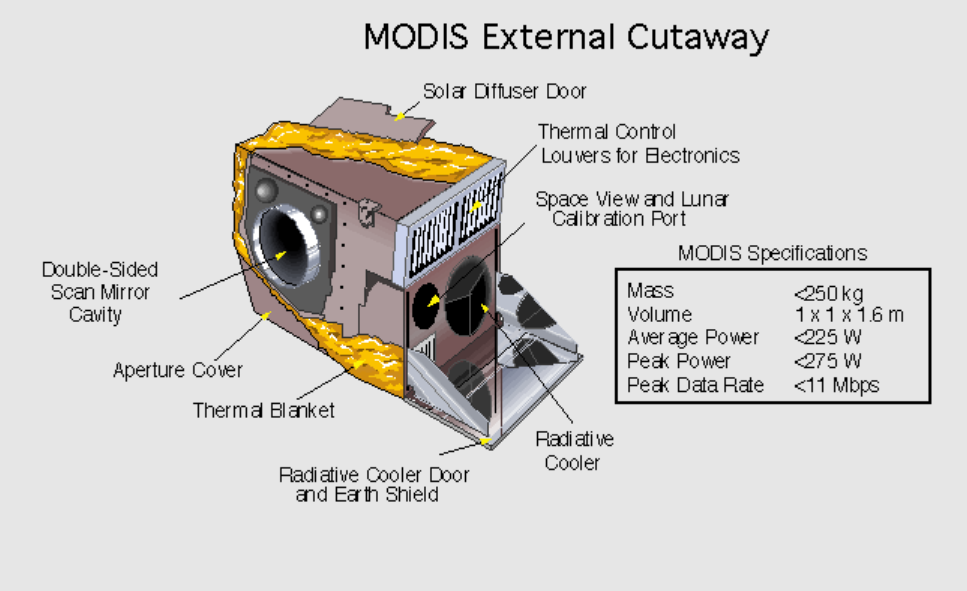 MODIS External Cutaway
Solar Diffuser Door
Thermal Control
Louvers for Electronics
Space View and Lunar
Calibration Port
Double-Sided
Scan Mirror
Cavity
Aperture Cover
Thermal Blanket
Radiative Cooler Door
and Earth Shield
Radiative
Cooler
MODIS Specifications
Mass <250 kg
Volume 1 x 1 x 1.6 m
Average Power <225 W
Peak Power <275 W
Peak Data Rate <11 Mbps